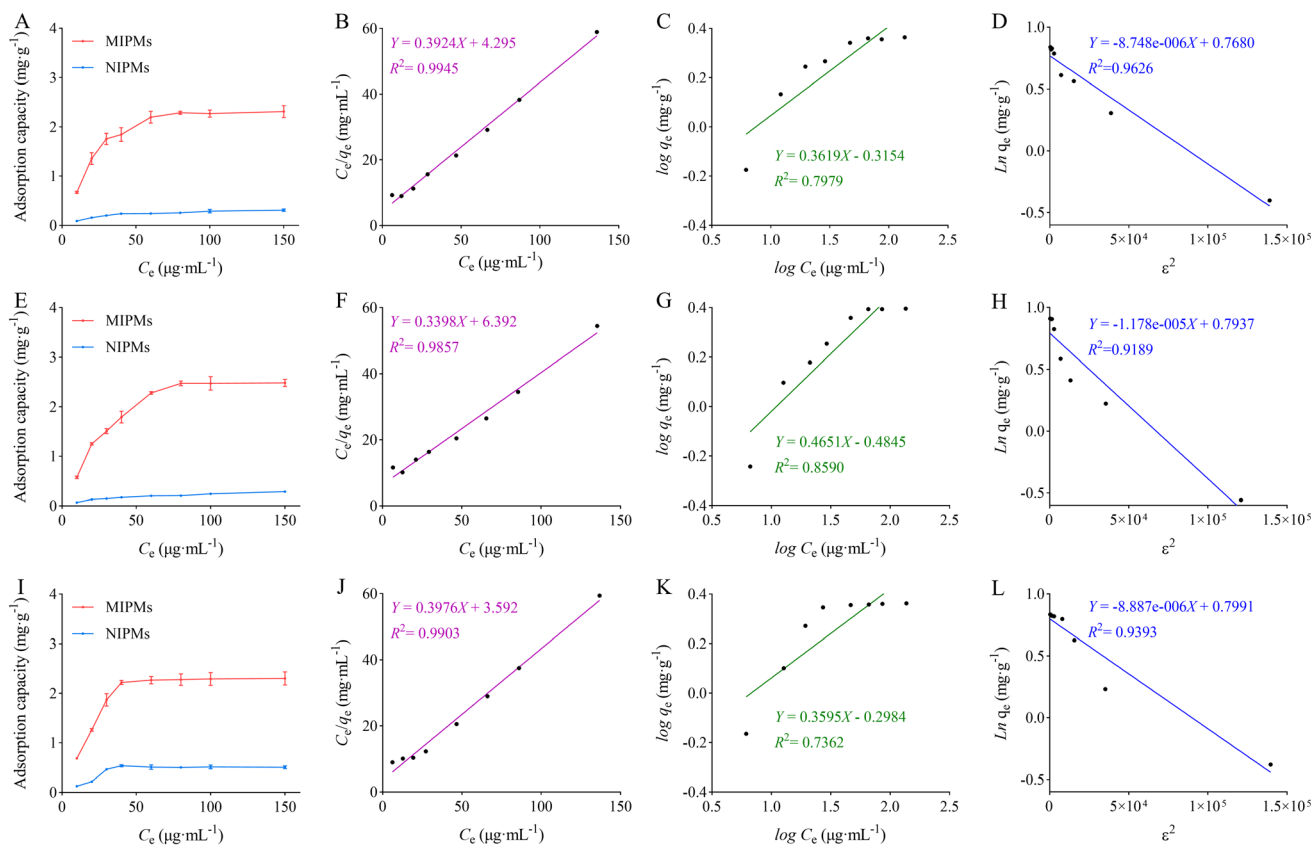 A
MIPMs
NIPMs
Adsorption capacity (mg·g⁻¹)
4
3
2
1
0
0 50 100 150
Cₑ (μg·mL⁻¹)
B
Y = 0.3924X + 4.295
R² = 0.9945
Cₑ/qₑ (mg·mL⁻¹)
60
40
20
0
0 50 100 150
Cₑ (μg·mL⁻¹)
C
log qₑ (mg·g⁻¹)
0.4
0.2
0.0
-0.2
-0.4
Y = 0.3619X - 0.3154
R² = 0.7979
0.5 1.0 1.5 2.0 2.5
log Cₑ (μg·mL⁻¹)
D
Y = -8.748e-006X + 0.7680
R²=0.9626
Ln qₑ (mg·g⁻¹)
1.0
0.5
0.0
-0.5
0 5×10⁴ 1×10⁵ 1.5×10⁵
ε²
E
MIPMs
NIPMs
Adsorption capacity (mg·g⁻¹)
4
3
2
1
0
0 50 100 150
Cₑ (μg·mL⁻¹)
F
Y = 0.3398X + 6.392
R² = 0.9857
Cₑ/qₑ (mg·mL⁻¹)
60
40
20
0
0 50 100 150
Cₑ (μg·mL⁻¹)
G
log qₑ (mg·g⁻¹)
0.4
0.2
0.0
-0.2
-0.4
Y = 0.4651X - 0.4845
R² = 0.8590
0.5 1.0 1.5 2.0 2.5
log Cₑ (μg·mL⁻¹)
H
Y = -1.178e-005X + 0.7937
R²=0.9189
Ln qₑ (mg·g⁻¹)
1.0
0.5
0.0
-0.5
0 5×10⁴ 1×10⁵ 1.5×10⁵
ε²
I
MIPMs
NIPMs
Adsorption capacity (mg·g⁻¹)
4
3
2
1
0
0 50 100 150
Cₑ (μg·mL⁻¹)
J
Y = 0.3976X + 3.592
R² = 0.9903
Cₑ/qₑ (mg·mL⁻¹)
60
40
20
0
0 50 100 150
Cₑ (μg·mL⁻¹)
K
log qₑ (mg·g⁻¹)
0.4
0.2
0.0
-0.2
-0.4
Y = 0.3595X - 0.2984
R² = 0.7362
0.5 1.0 1.5 2.0 2.5
log Cₑ (μg·mL⁻¹)
L
Y = -8.887e-006X + 0.7991
R²=0.9393
Ln qₑ (mg·g⁻¹)
1.0
0.5
0.0
-0.5
0 5×10⁴ 1×10⁵ 1.5×10⁵
ε²